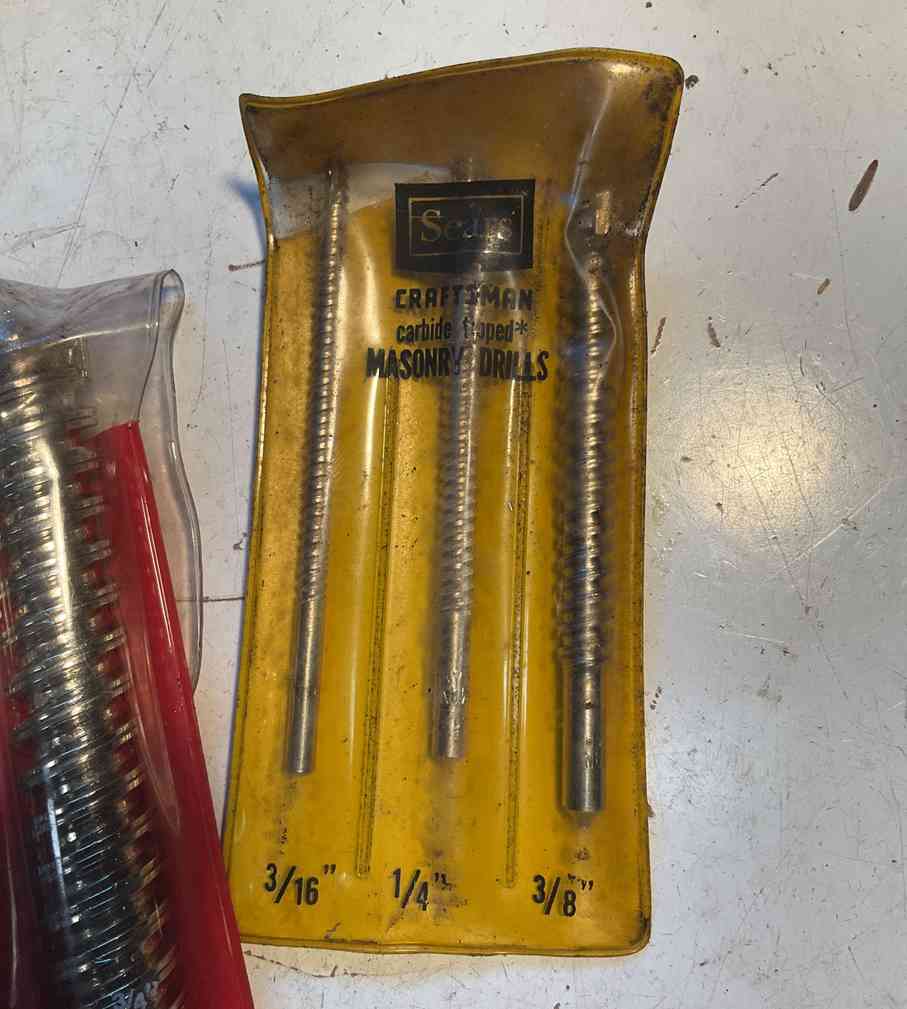 Sears
CRAFTSMAN
carbide tipped*
MASONRY DRILLS
3/16" 1/4" 3/8"